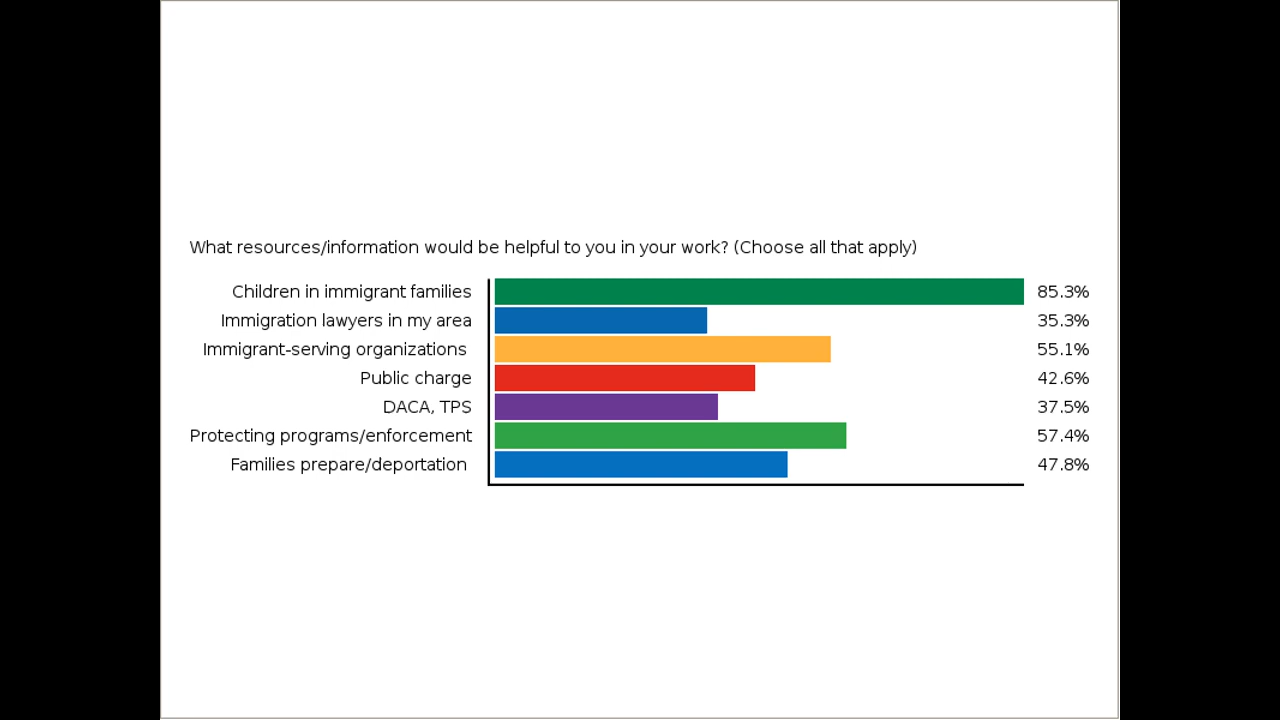 What resources/information would be helpful to you in your work? (Choose all that apply)
Children in immigrant families 85.3%
Immigration lawyers in my area 35.3%
Immigrant-serving organizations 55.1%
Public charge 42.6%
DACA, TPS 37.5%
Protecting programs/enforcement 57.4%
Families prepare/deportation 47.8%